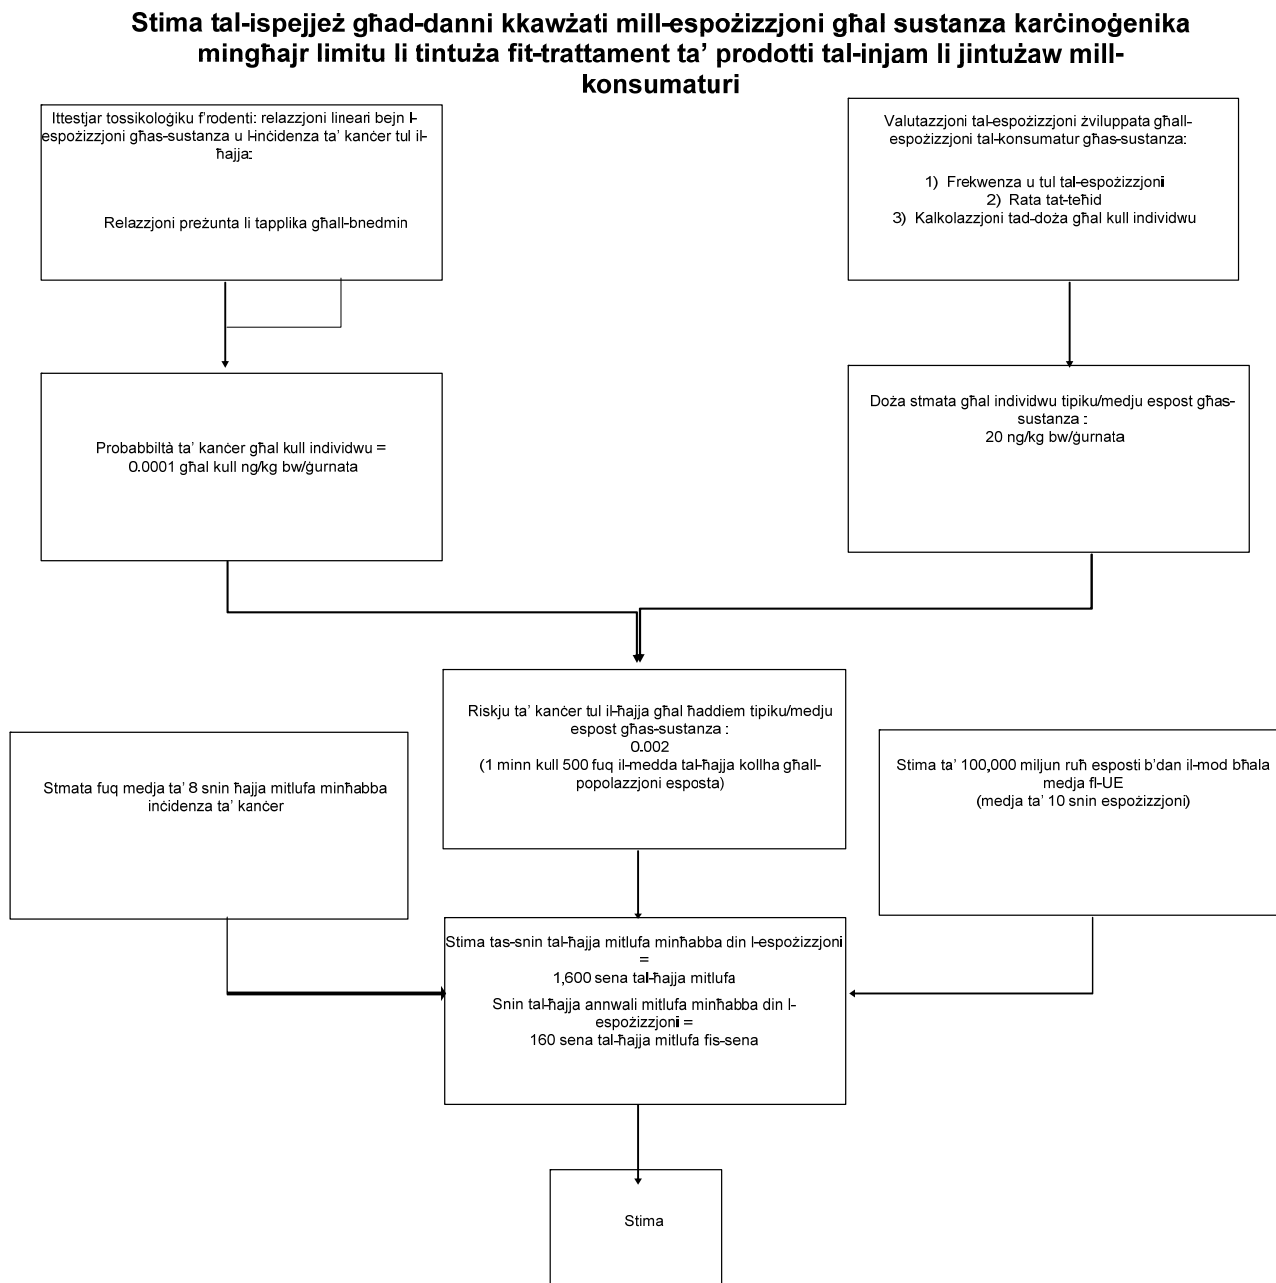 Stima tal-ispejjeż għad-danni kkawżati mill-espożizzjoni għal sustanza karċinoġenika
mingħajr limitu li tintuża fit-trattament ta’ prodotti tal-injam li jintużaw mill-
konsumaturi
Ittestjar tossikoloġiku f’rodenti: relazzjoni lineari bejn l-
espożizzjoni għas-sustanza u l-inċidenza ta’ kanċer tul il-
ħajja:
Relazzjoni preżunta li tapplika għall-bnedmin
Valutazzjoni tal-espożizzjoni żviluppata għall-
espożizzjoni tal-konsumatur għas-sustanza:
1) Frekwenza u tul tal-espożizzjoni
2) Rata tat-teħid
3) Kalkolazzjoni tad-doża għal kull individwu
Probabbiltà ta’ kanċer għal kull individwu =
0.0001 għal kull ng/kg bw/ġurnata
Doża stmata għal individwu tipiku/medju espost għas-
sustanza :
20 ng/kg bw/ġurnata
Riskju ta’ kanċer tul il-ħajja għal ħaddiem tipiku/medju
espost għas-sustanza :
0.002
(1 minn kull 500 fuq il-medda tal-ħajja kollha għall-
popolazzjoni esposta)
Stmata fuq medja ta’ 8 snin ħajja mitlufa minħabba
inċidenza ta’ kanċer
Stima ta’ 100,000 miljun ruħ esposti b’dan il-mod bħala
medja fl-UE
(medja ta’ 10 snin espożizzjoni)
Stima tas-snin tal-ħajja mitlufa minħabba din l-espożizzjoni
=
1,600 sena tal-ħajja mitlufa
Snin tal-ħajja annwali mitlufa minħabba din l-
espożizzjoni =
160 sena tal-ħajja mitlufa fis-sena
Stima